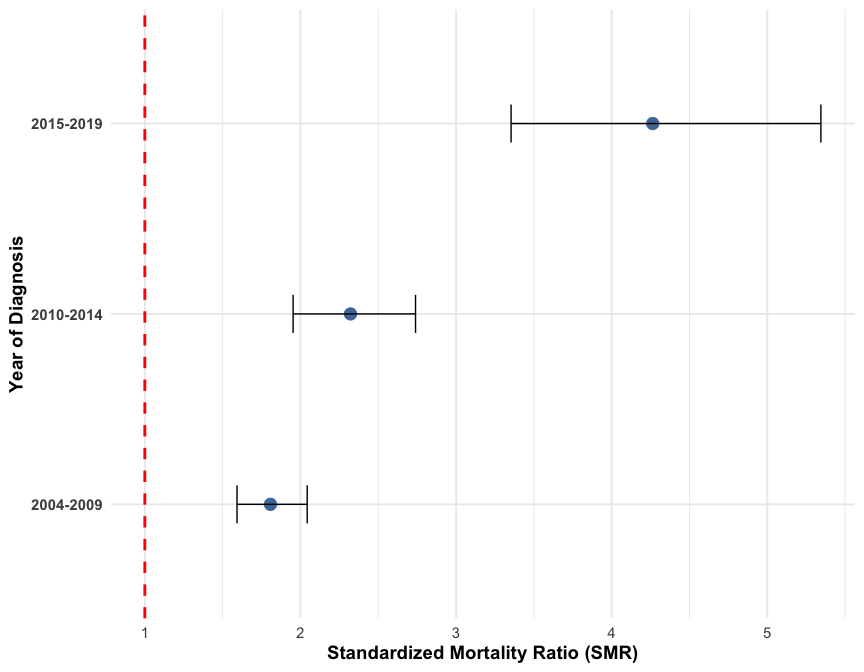 2015-2019
2010-2014
2004-2009
Year of Diagnosis
1 2 3 4 5
Standardized Mortality Ratio (SMR)